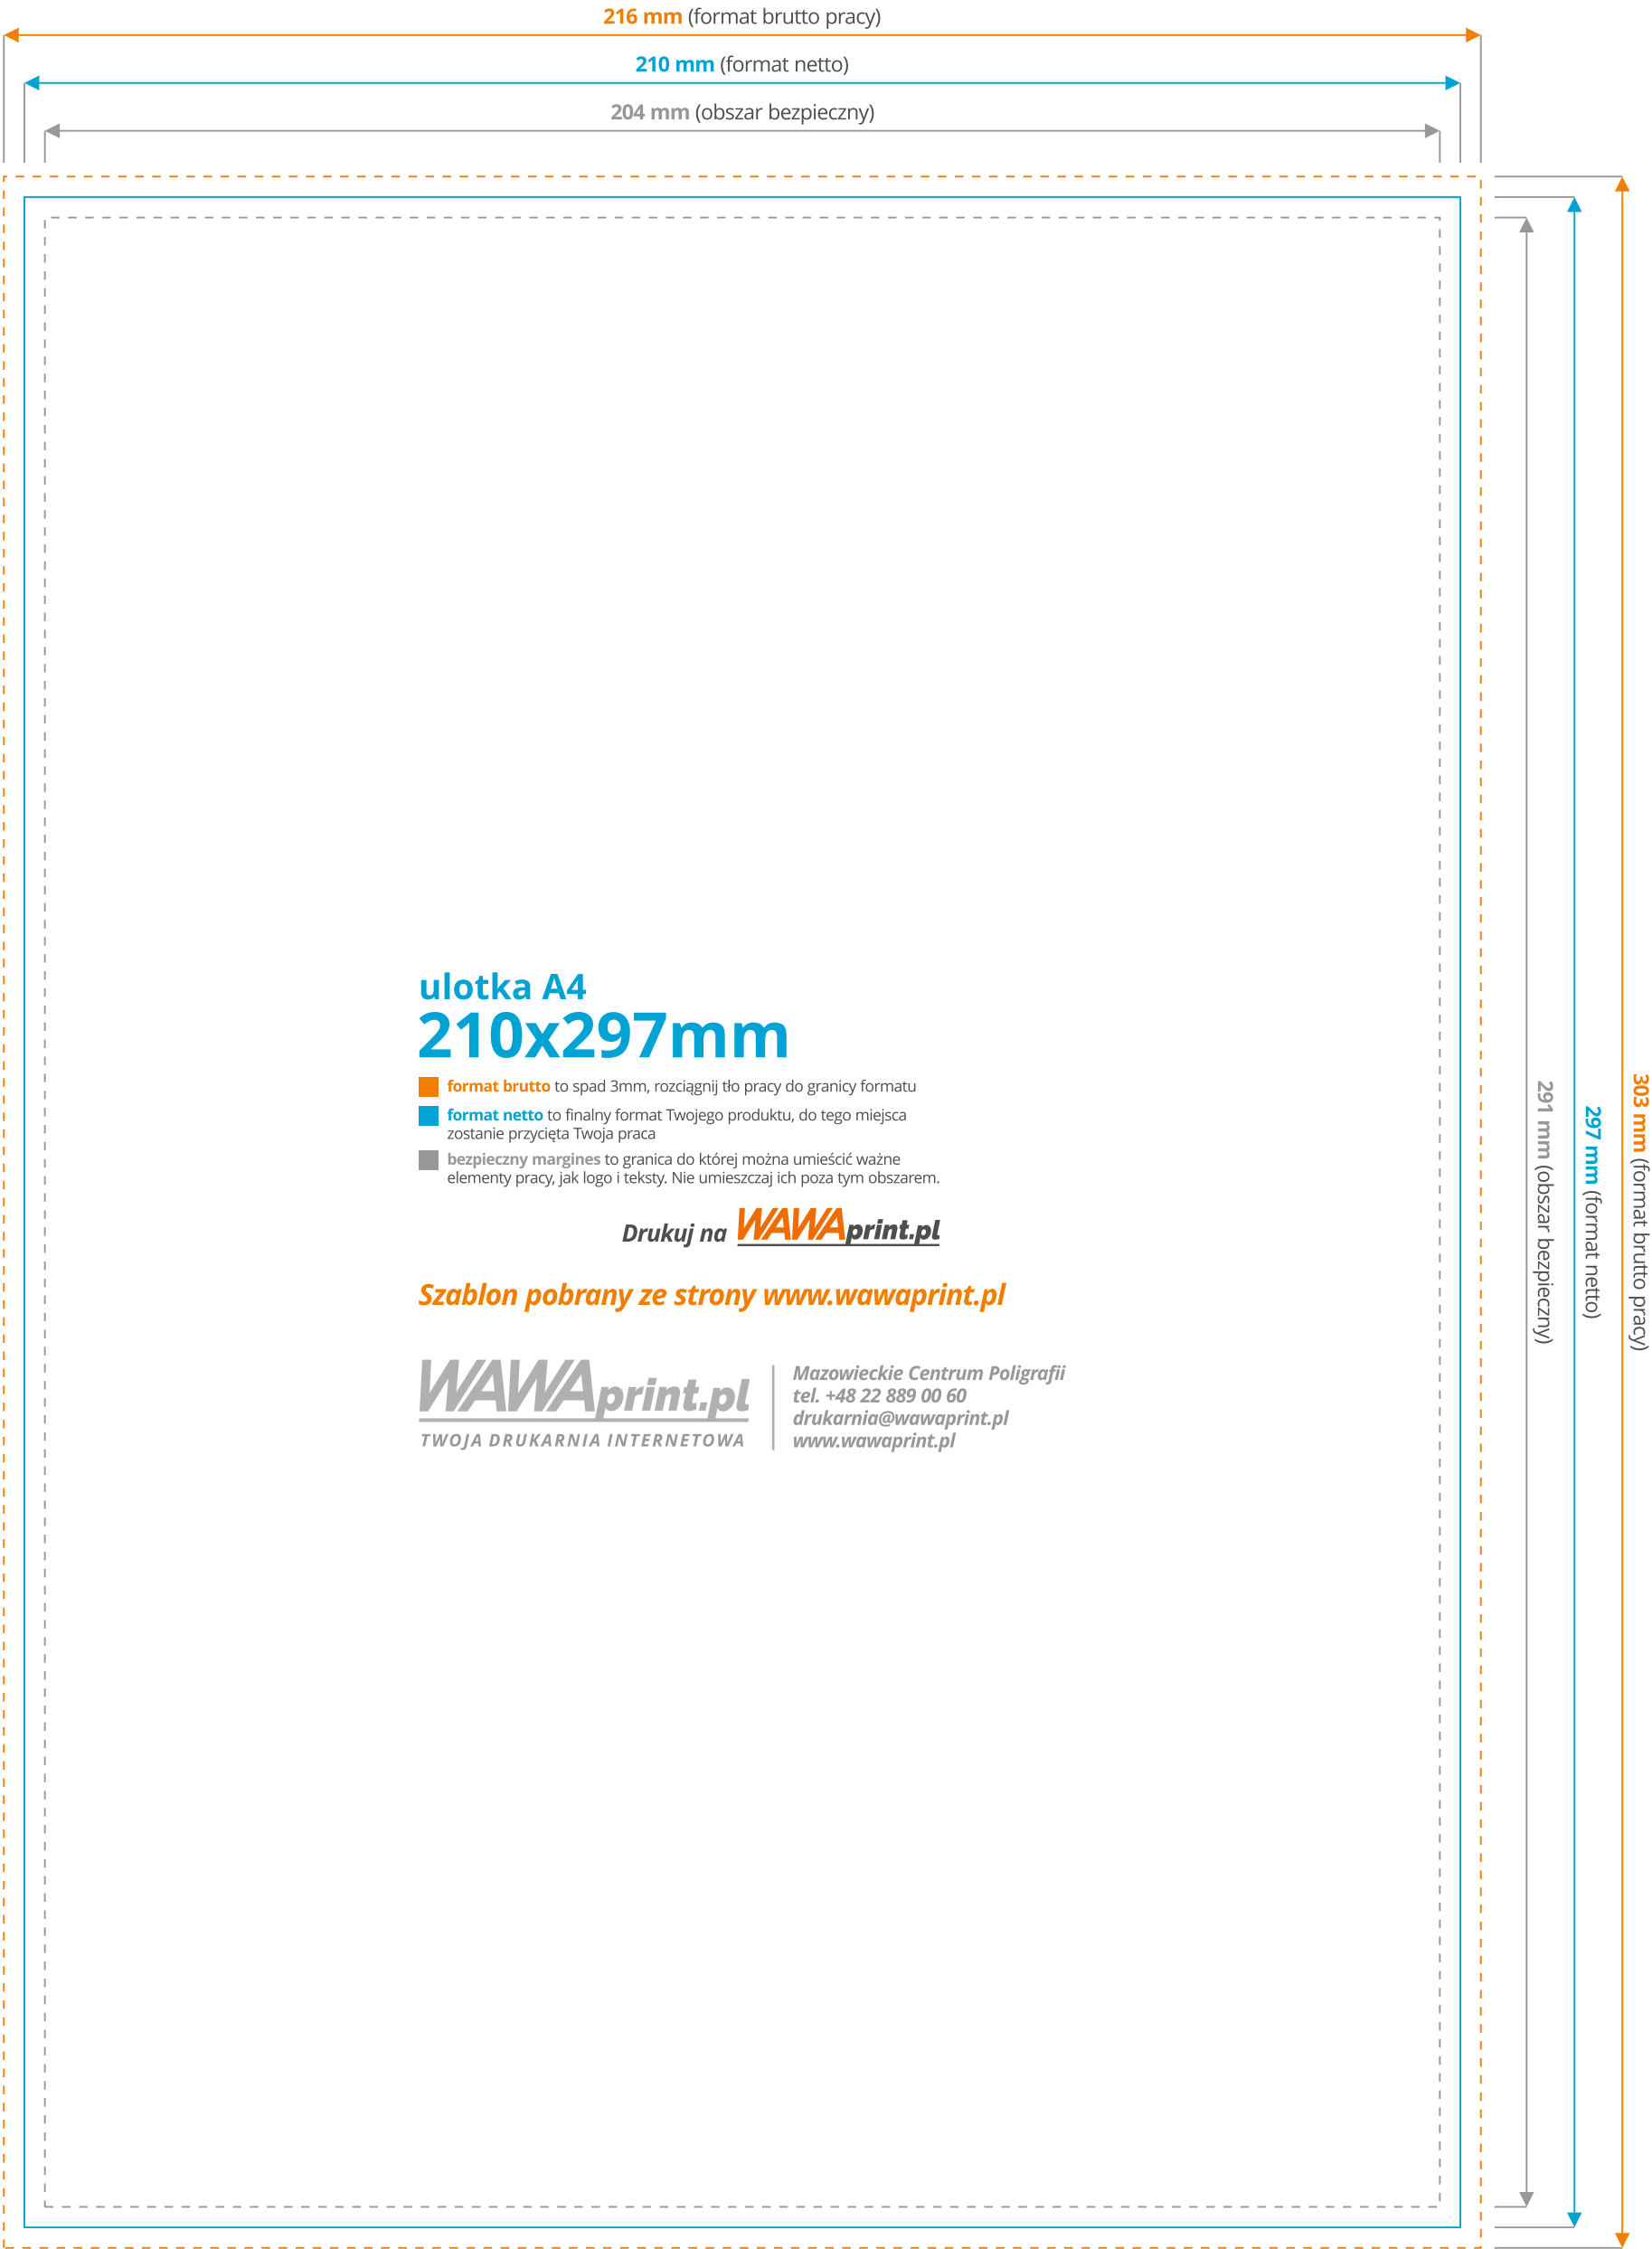 216 mm (format brutto pracy)
210 mm (format netto)
204 mm (obszar bezpieczny)
ulotka A4
210x297mm
format brutto to spad 3mm, rozciągnij tło pracy do granicy formatu
format netto to finalny format Twojego produktu, do tego miejsca
zostanie przycięta Twoja praca
bezpieczny margines to granica do której można umieścić ważne
elementy pracy, jak logo i teksty. Nie umieszczaj ich poza tym obszarem.
Drukuj na WAWAprint.pl
Szablon pobrany ze strony www.wawaprint.pl
WAWAprint.pl
TWOJA DRUKARNIA INTERNETOWA
Mazowieckie Centrum Poligrafii
tel. +48 22 889 00 60
drukarnia@wawaprint.pl
www.wawaprint.pl
291 mm (obszar bezpieczny)
297 mm (format netto)
303 mm (format brutto pracy)